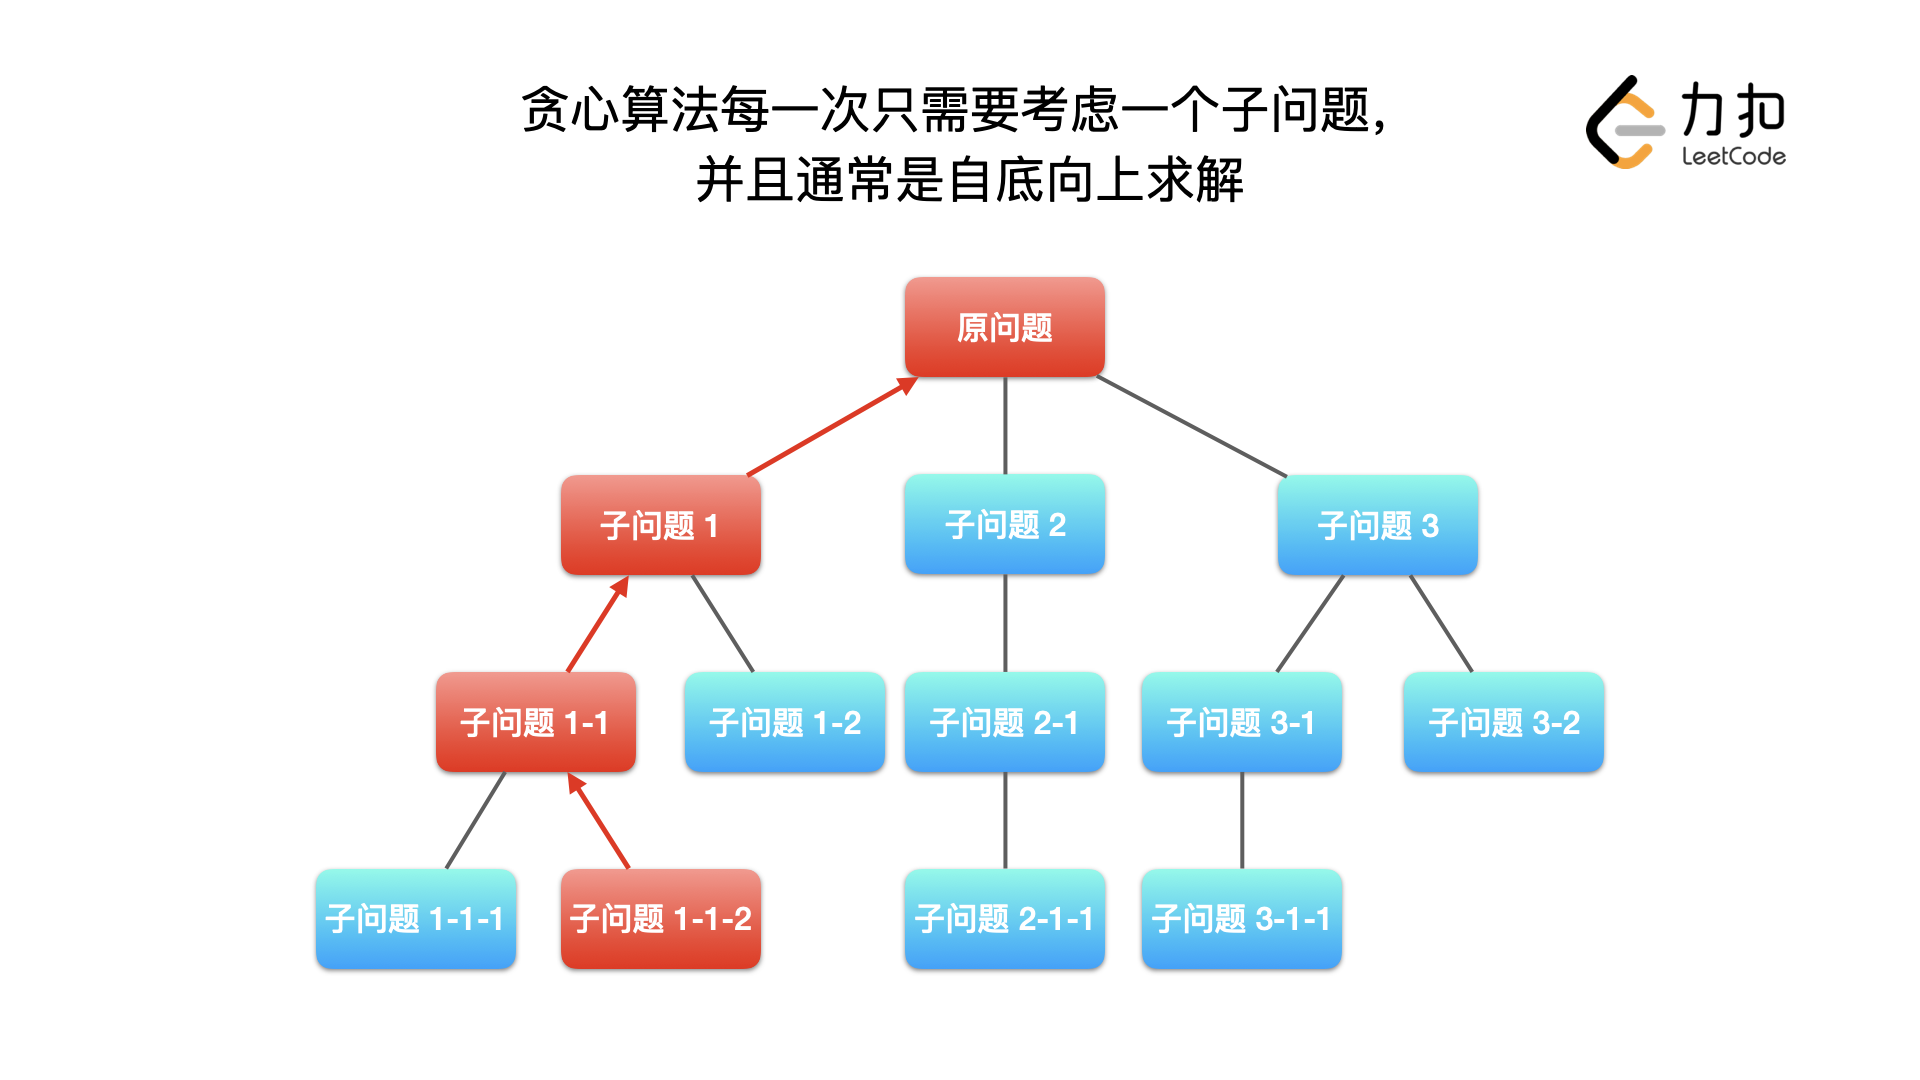 贪心算法每一次只需要考虑一个子问题，
并且通常是自底向上求解
力扣
LeetCode
原问题
子问题 1
子问题 2
子问题 3
子问题 1-1
子问题 1-2
子问题 2-1
子问题 3-1
子问题 3-2
子问题 1-1-1
子问题 1-1-2
子问题 2-1-1
子问题 3-1-1